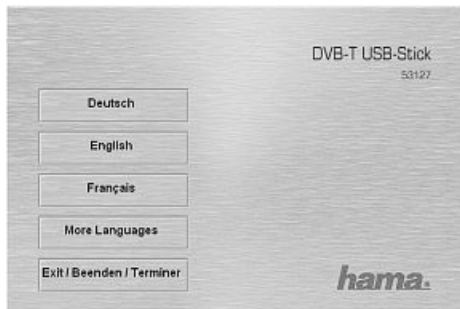 DVB-T USB-Stick
53127
Deutsch
English
Français
More Languages
Exit / Beenden / Terminer
hama.